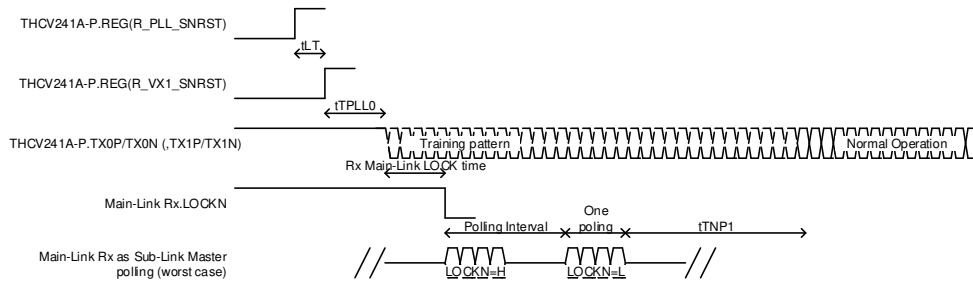 THCV241A-P.REG(R_PLL_SNRST)
tLT
THCV241A-P.REG(R_VX1_SNRST)
tTPLL0
THCV241A-P.TX0P/TX0N (,TX1P/TX1N)
Training pattern
Normal Operation
Rx Main-Link LOCK time
Main-Link Rx.LOCKN
Polling Interval
One
poling
tTNP1
Main-Link Rx as Sub-Link Master
polling (worst case)
LOCKN=H
LOCKN=L